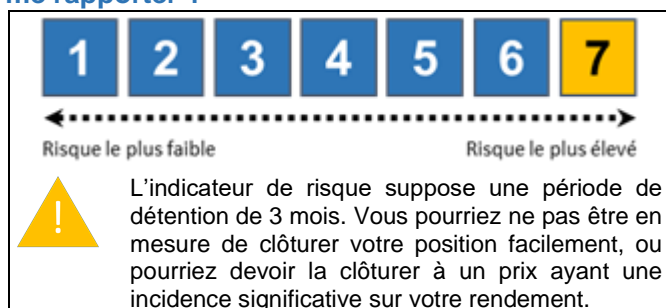 me rapporter ?
1 2 3 4 5 6 7
Risque le plus faible Risque le plus élevé
!
L'indicateur de risque suppose une période de
détention de 3 mois. Vous pourriez ne pas être en
mesure de clôturer votre position facilement, ou
pourriez devoir la clôturer à un prix ayant une
incidence significative sur votre rendement.